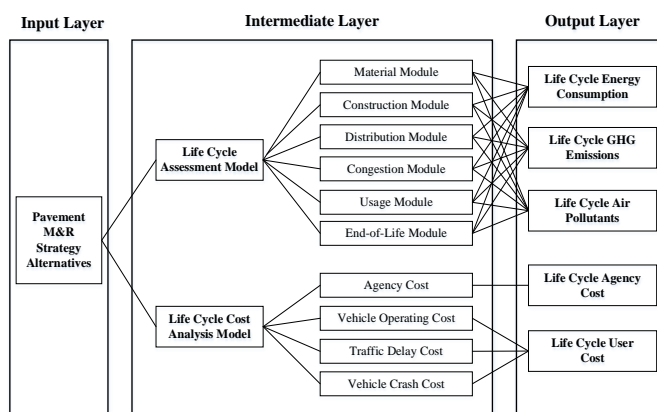 Input Layer
Intermediate Layer
Output Layer
Pavement
M&R
Strategy
Alternatives
Life Cycle
Assessment Model
Life Cycle Cost
Analysis Model
Material Module
Construction Module
Distribution Module
Congestion Module
Usage Module
End-of-Life Module
Agency Cost
Vehicle Operating Cost
Traffic Delay Cost
Vehicle Crash Cost
Life Cycle Energy
Consumption
Life Cycle GHG
Emissions
Life Cycle Air
Pollutants
Life Cycle Agency
Cost
Life Cycle User
Cost